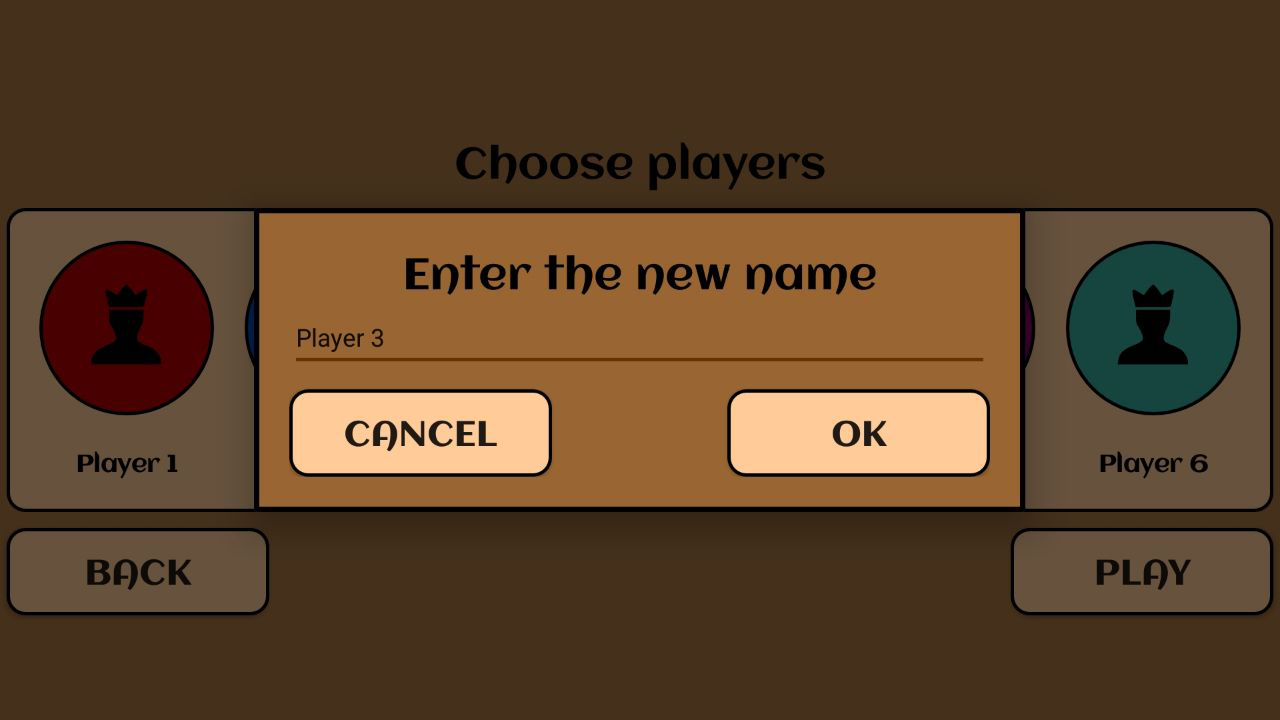 Choose players
Enter the new name
Player 3
CANCEL
OK
Player 1
Player 6
BACK
PLAY